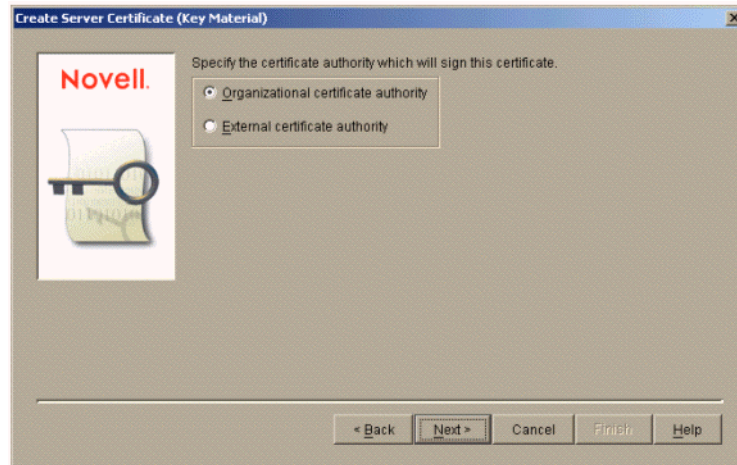 Create Server Certificate (Key Material)
Novell.
Specify the certificate authority which will sign this certificate.
Organizational certificate authority
External certificate authority
< Back
Next >
Cancel
Finish
Help